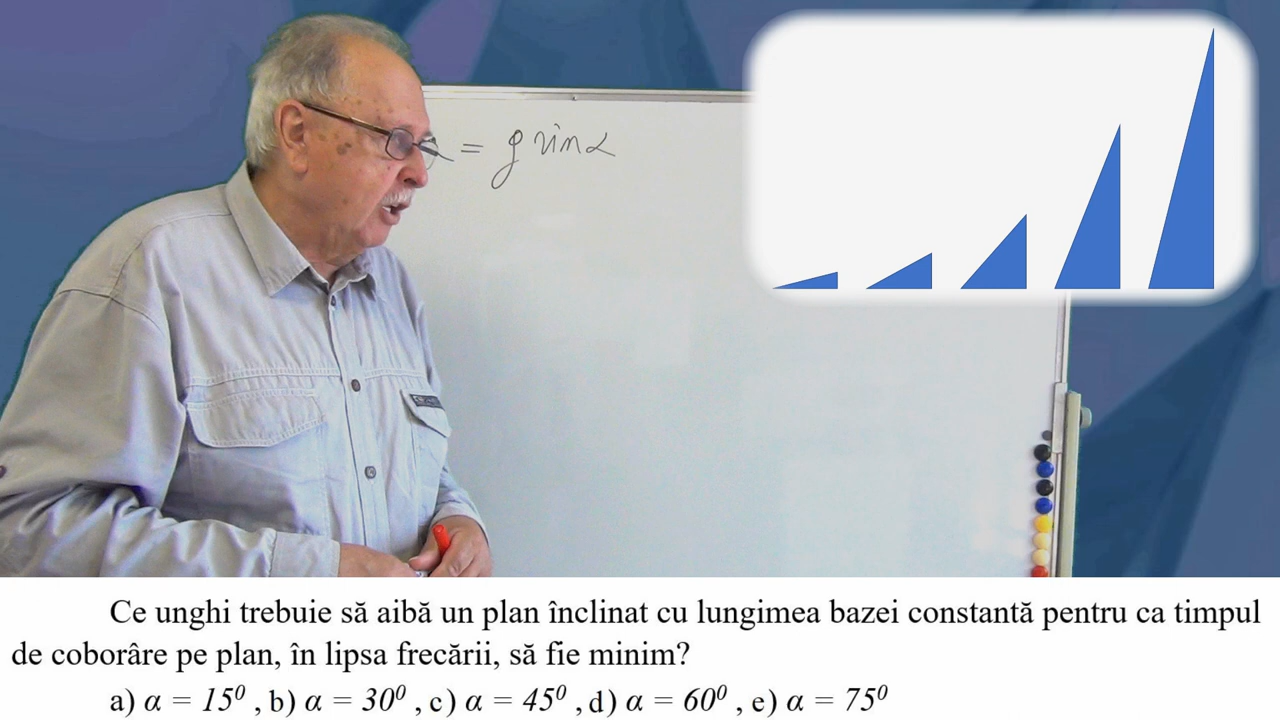 = g sin α
Ce unghi trebuie să aibă un plan înclinat cu lungimea bazei constantă pentru ca timpul
de coborâre pe plan, în lipsa frecării, să fie minim?
a) α = 15⁰ , b) α = 30⁰ , c) α = 45⁰ , d) α = 60⁰ , e) α = 75⁰